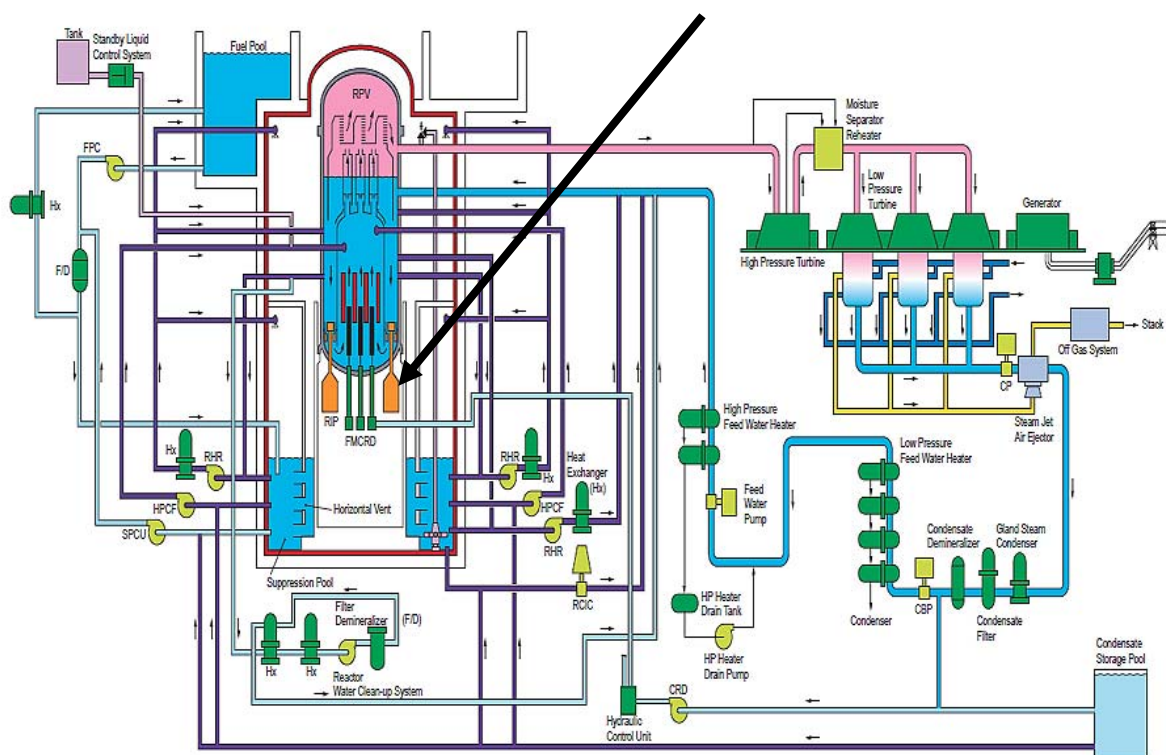 Tank
Standby Liquid
Control System
Fuel Pool
RPV
Moisture
Separator
Reheater
FPC
Low
Pressure
Turbine
Generator
Hx
High Pressure Turbine
F/D
Stack
Off Gas System
CP
Steam Jet
Air Ejector
RIP
FMCRD
High Pressure
Feed Water Heater
Low Pressure
Feed Water Heater
Hx
RHR
RHR
Hx
Heat
Exchanger
(Hx)
HPCF
Horizontal Vent
HPCF
Feed
Water
Pump
SPCU
RHR
Condensate
Demineralizer
Gland Steam
Condenser
Suppression Pool
RCIC
HP Heater
Drain Tank
CBP
Condenser
Condensate
Filter
Filter
Demineralizer
(F/D)
HP Heater
Drain Pump
Hx
Hx
Reactor
Water Clean-up System
CRD
Hydraulic
Control Unit
Condensate
Storage Pool